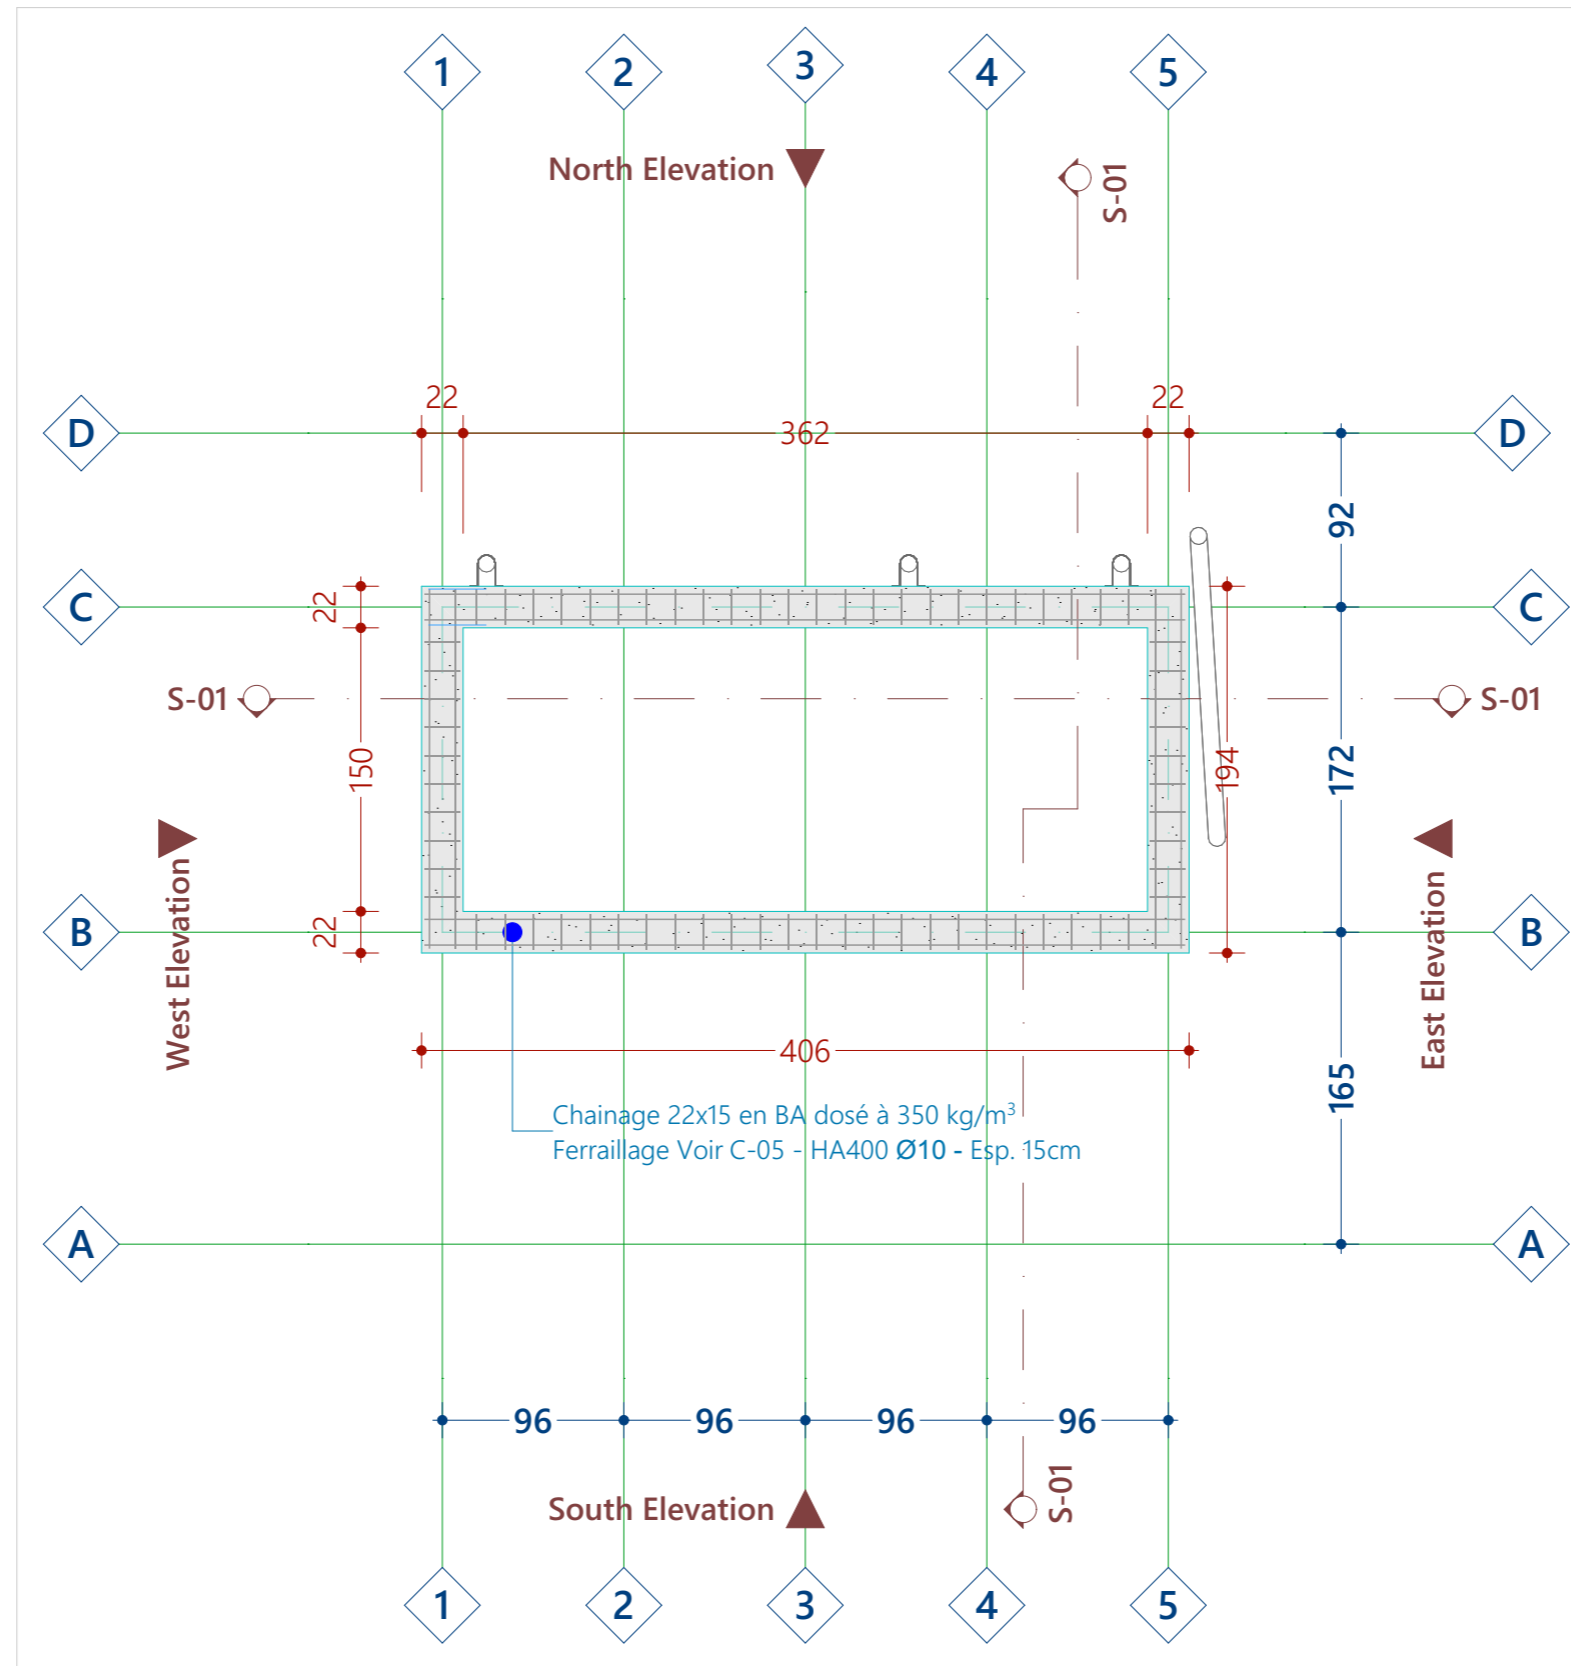 1 2 3 4 5
North Elevation
S-01
22 22
D 362 D
92
C 22 C
S-01 S-01
150 194 172
West Elevation
East Elevation
B 22 B
406
165
Chainage 22x15 en BA dosé à 350 kg/m³
Ferraillage Voir C-05 - HA400 Ø10 - Esp. 15cm
A A
96 96 96 96
South Elevation
S-01
1 2 3 4 5